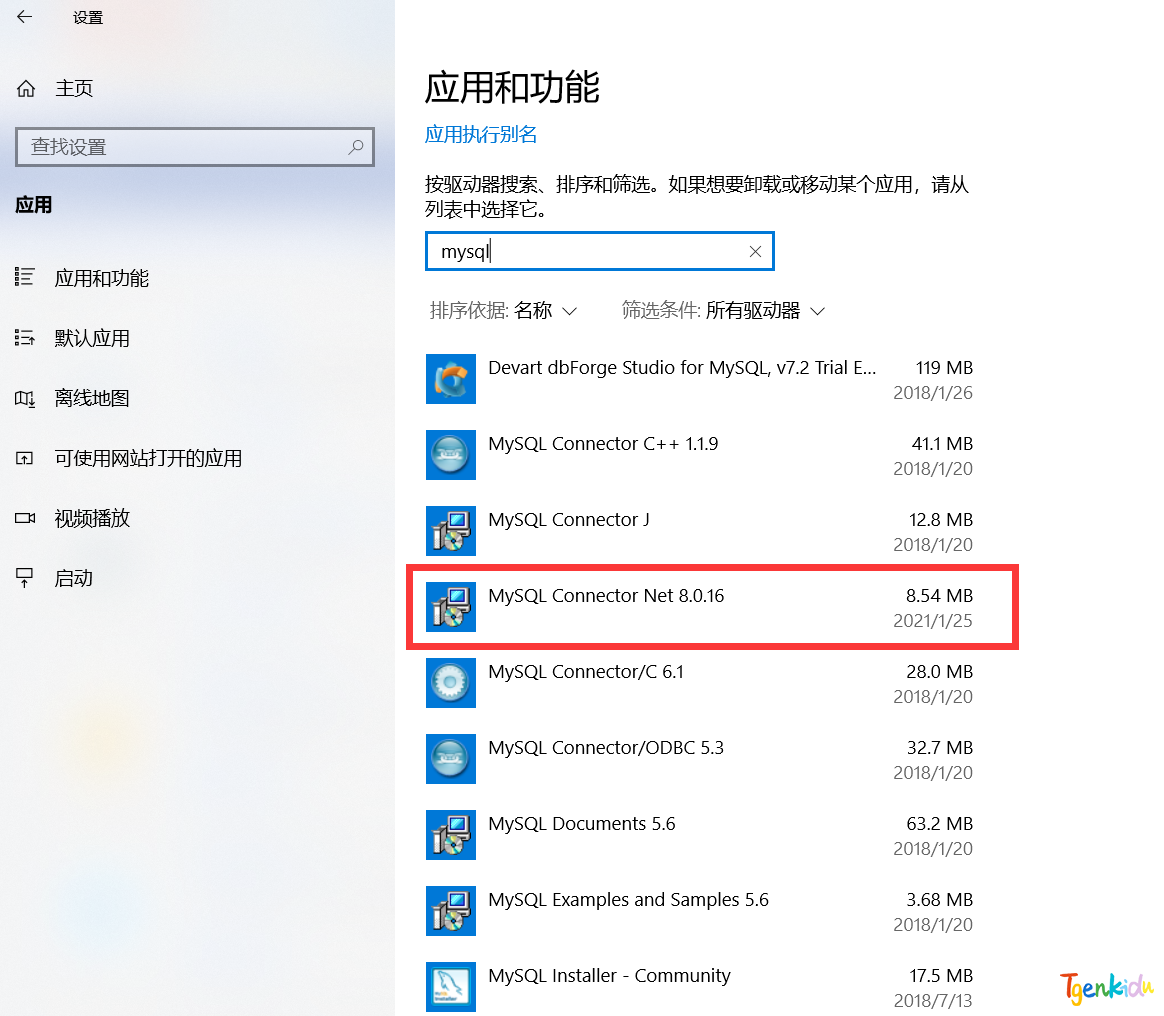 设置
主页
查找设置
应用
应用和功能
默认应用
离线地图
可使用网站打开的应用
视频播放
启动
应用和功能
应用执行别名
按驱动器搜索、排序和筛选。如果想要卸载或移动某个应用，请从
列表中选择它。
mysql
排序依据: 名称 筛选条件: 所有驱动器
Devart dbForge Studio for MySQL, v7.2 Trial E... 119 MB
2018/1/26
MySQL Connector C++ 1.1.9 41.1 MB
2018/1/20
MySQL Connector J 12.8 MB
2018/1/20
MySQL Connector Net 8.0.16 8.54 MB
2021/1/25
MySQL Connector/C 6.1 28.0 MB
2018/1/20
MySQL Connector/ODBC 5.3 32.7 MB
2018/1/20
MySQL Documents 5.6 63.2 MB
2018/1/20
MySQL Examples and Samples 5.6 3.68 MB
2018/1/20
MySQL Installer - Community 17.5 MB
2018/7/13
Tgenkidu